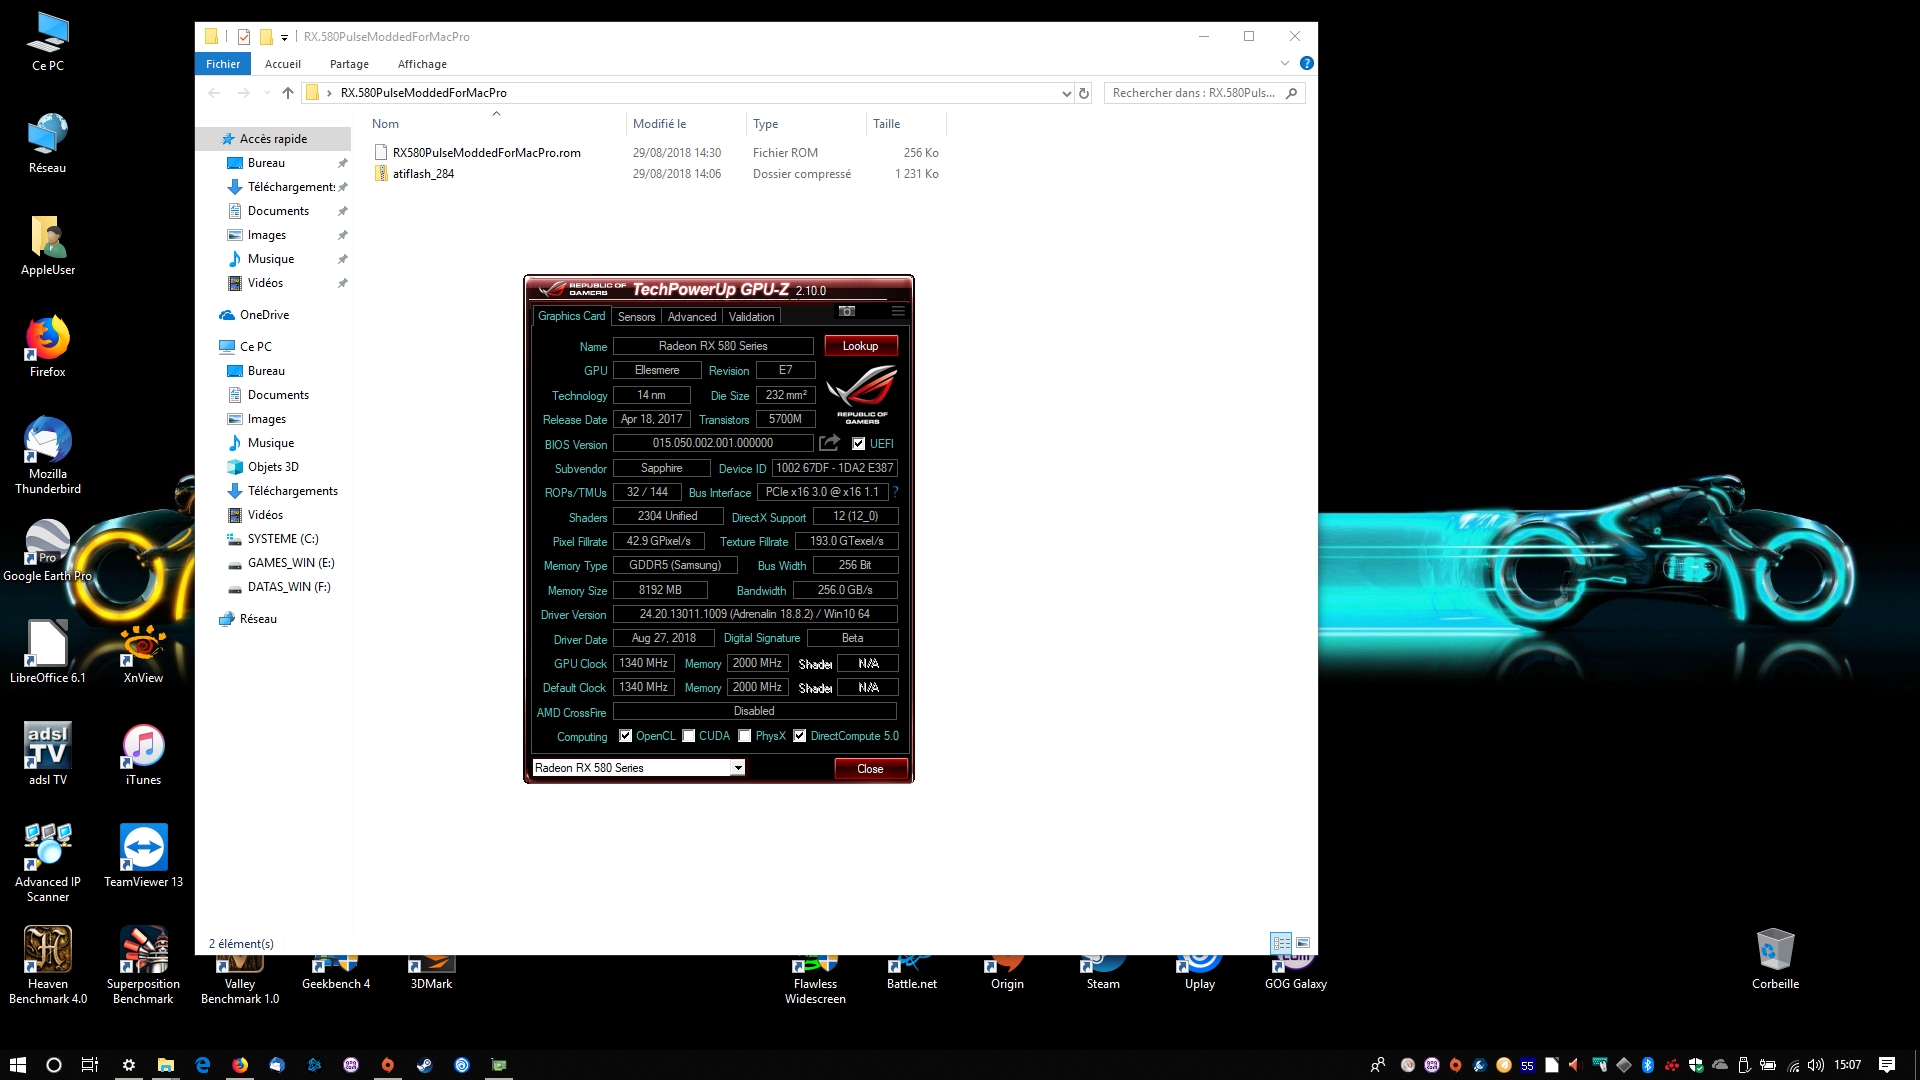 Ce PC
Réseau
AppleUser
Firefox
Mozilla
Thunderbird
Pro
Google Earth Pro
LibreOffice 6.1
XnView
adsl
TV
adsl TV
iTunes
Advanced IP
Scanner
TeamViewer 13
Heaven
Benchmark 4.0
Superposition
Benchmark
Valley
Benchmark 1.0
Geekbench 4
3DMark
Flawless
Widescreen
Battle.net
Origin
Steam
Uplay
GOG Galaxy
Corbeille
RX.580PulseModdedForMacPro
Fichier Accueil Partage Affichage
RX.580PulseModdedForMacPro
Rechercher dans : RX.580Puls...
Nom Modifié le Type Taille
RX580PulseModdedForMacPro.rom 29/08/2018 14:30 Fichier ROM 256 Ko
atiflash_284 29/08/2018 14:06 Dossier compressé 1 231 Ko
Accès rapide
Bureau
Téléchargements
Documents
Images
Musique
Vidéos
OneDrive
Ce PC
Bureau
Documents
Images
Musique
Objets 3D
Téléchargements
Vidéos
SYSTEME (C:)
GAMES_WIN (E:)
DATAS_WIN (F:)
Réseau
2 élément(s)
REPUBLIC OF
GAMERS
TechPowerUp GPU-Z 2.10.0
Graphics Card Sensors Advanced Validation
Name Radeon RX 580 Series Lookup
GPU Ellesmere Revision E7
Technology 14 nm Die Size 232 mm²
REPUBLIC OF
GAMERS
Release Date Apr 18, 2017 Transistors 5700M
BIOS Version 015.050.002.001.000000 UEFI
Subvendor Sapphire Device ID 1002 67DF - 1DA2 E387
ROPs/TMUs 32 / 144 Bus Interface PCIe x16 3.0 @ x16 1.1 ?
Shaders 2304 Unified DirectX Support 12 (12_0)
Pixel Fillrate 42.9 GPixel/s Texture Fillrate 193.0 GTexel/s
Memory Type GDDR5 (Samsung) Bus Width 256 Bit
Memory Size 8192 MB Bandwidth 256.0 GB/s
Driver Version 24.20.13011.1009 (Adrenalin 18.8.2) / Win10 64
Driver Date Aug 27, 2018 Digital Signature Beta
GPU Clock 1340 MHz Memory 2000 MHz Shader N/A
Default Clock 1340 MHz Memory 2000 MHz Shader N/A
AMD CrossFire Disabled
Computing OpenCL CUDA PhysX DirectCompute 5.0
Radeon RX 580 Series Close
55 15:07